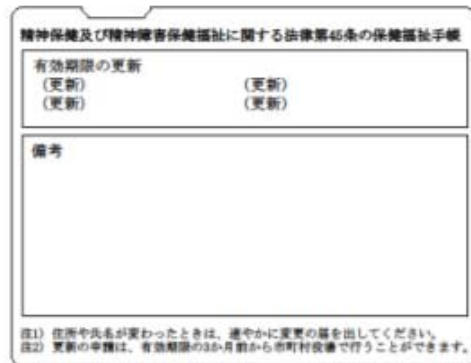 精神保健及び精神障害者保健福祉に関する法律第45条の保健福祉手帳
有効期限の更新
(更新) (更新)
(更新) (更新)
備考
注1) 住所や氏名が変わったときは、速やかに変更の届を出してください。
注2) 更新の申請は、有効期限の3か月前から市町村役場で行うことができます。